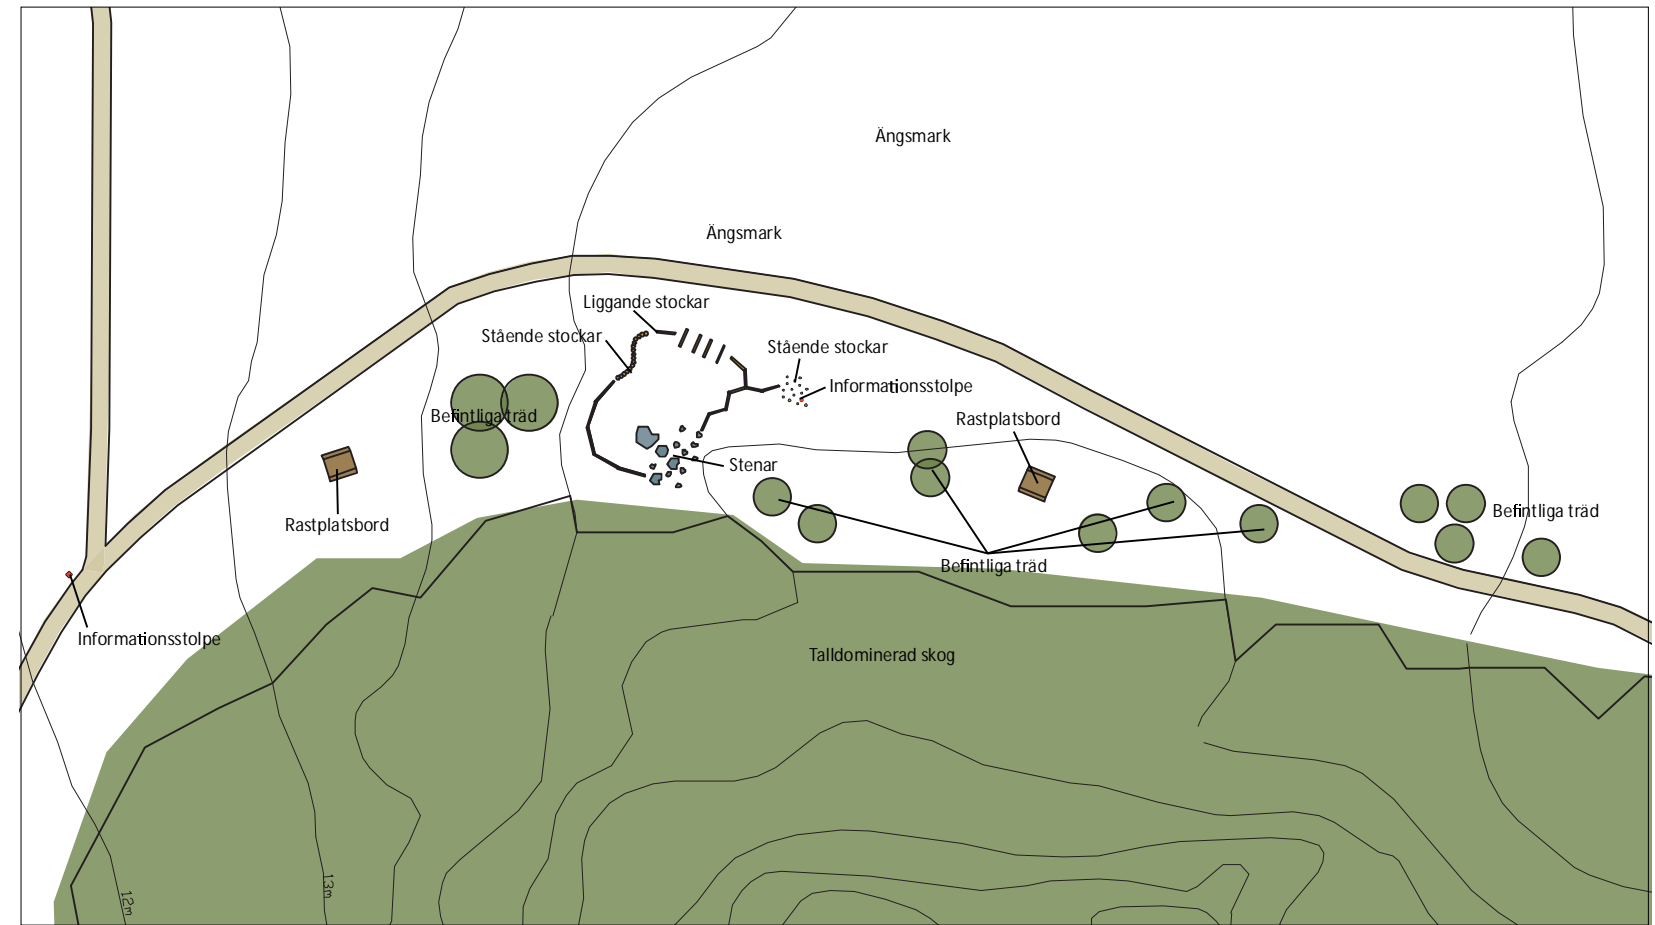 Ängsmark
Ängsmark
Liggande stockar
Stående stockar
Stående stockar
Informationsstolpe
Rastplatsbord
Befintliga träd
Stenar
Rastplatsbord
Befintliga träd
Befintliga träd
Informationsstolpe
Talldominerad skog
13m
12m